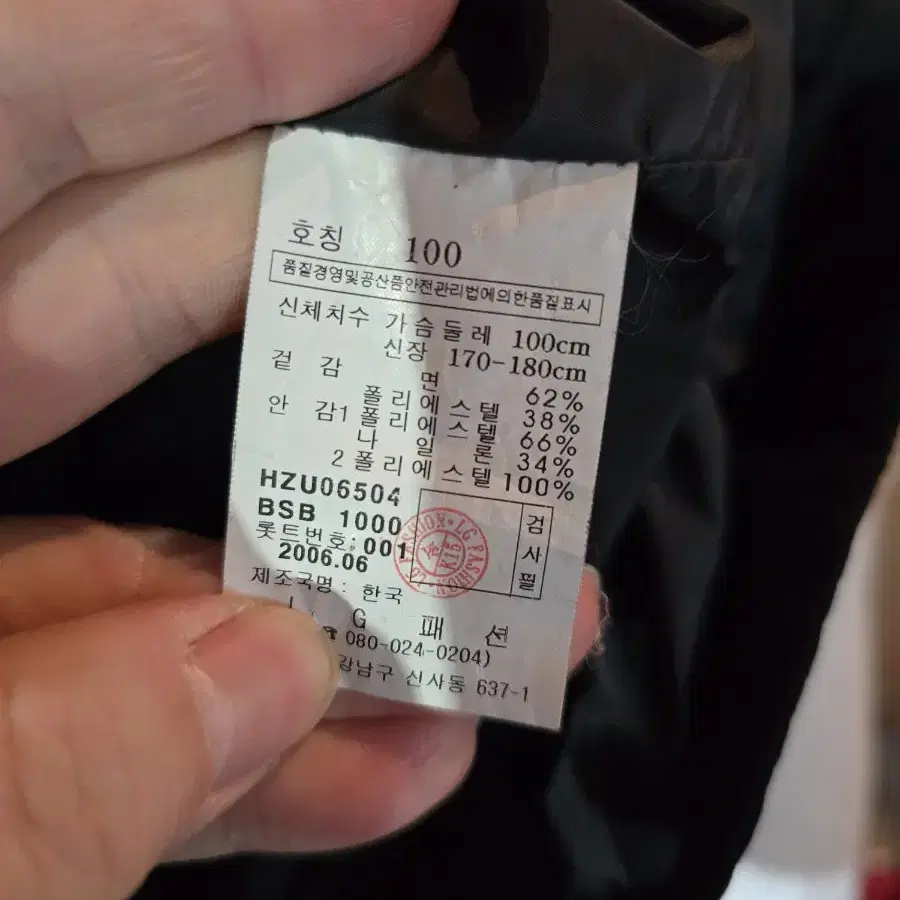 호칭 100
품질경영및공산품안전관리법에의한품질표시
신체치수 가슴둘레 100cm
신장 170-180cm
겉 감 면 62%
폴리에스텔 38%
안 감1 폴리에스텔 66%
나 일 론 34%
2 폴리에스텔 100%
HZU06504
BSB 1000
롯트번호: 001
2006.06
제조국명: 한국
검사필
FASHION·LG FASHION·LG
K15
G 패 션
080-024-0204)
강남구 신사동 637-1